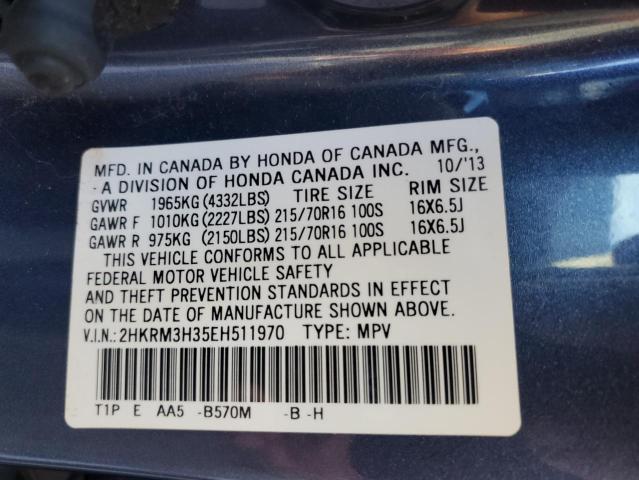 MFD. IN CANADA BY HONDA OF CANADA MFG.,
- A DIVISION OF HONDA CANADA INC. 10/'13
GVWR 1965KG (4332LBS) TIRE SIZE RIM SIZE
GAWR F 1010KG (2227LBS) 215/70R16 100S 16X6.5J
GAWR R 975KG (2150LBS) 215/70R16 100S 16X6.5J
THIS VEHICLE CONFORMS TO ALL APPLICABLE
FEDERAL MOTOR VEHICLE SAFETY
AND THEFT PREVENTION STANDARDS IN EFFECT
ON THE DATE OF MANUFACTURE SHOWN ABOVE.
V.I.N.: 2HKRM3H35EH511970 TYPE: MPV
T1P E AA5 -B570M -B -H